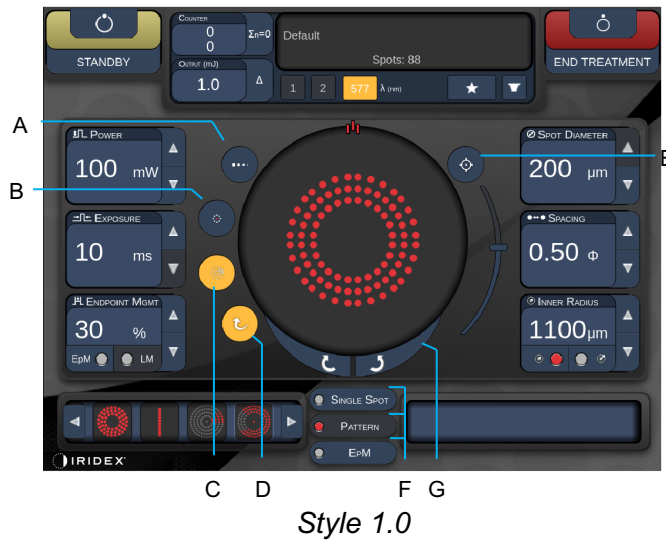 STANDBY
COUNTER
0
0
Σn=0
OUTPUT (mJ)
1.0
Δ
Default
Spots: 88
1 2 577 λ (nm)
END TREATMENT
A
B
E
POWER
100 mW
EXPOSURE
10 ms
ENDPOINT MGMT
30 %
EpM LM
SPOT DIAMETER
200 µm
SPACING
0.50 Φ
INNER RADIUS
1100 µm
SINGLE SPOT
PATTERN
EPM
IRIDEX
C D F G
Style 1.0